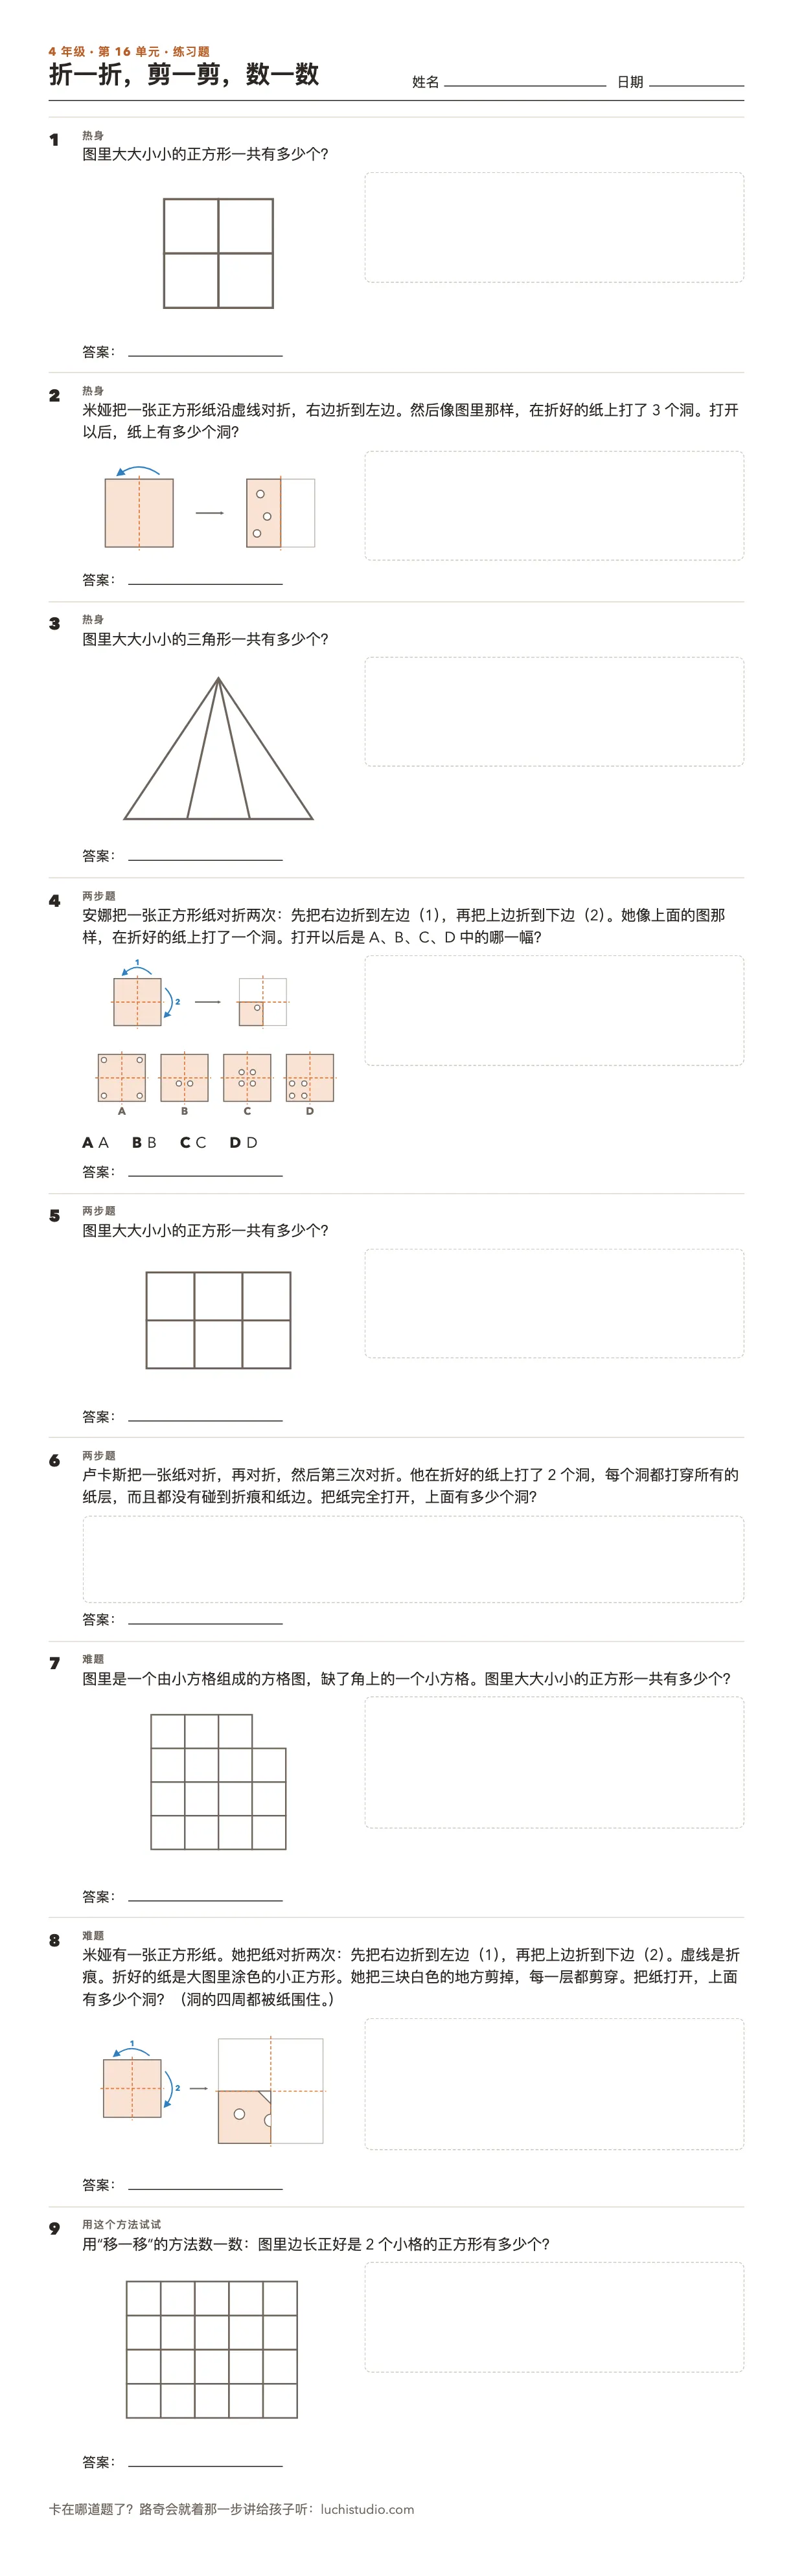 4 年级 · 第 16 单元 · 练习题
折一折，剪一剪，数一数
姓名
日期
1
热身
图里大大小小的正方形一共有多少个？
答案：
2
热身
米娅把一张正方形纸沿虚线对折，右边折到左边。然后像图里那样，在折好的纸上打了 3 个洞。打开
以后，纸上有多少个洞？
答案：
3
热身
图里大大小小的三角形一共有多少个？
答案：
4
两步题
安娜把一张正方形纸对折两次：先把右边折到左边（1），再把上边折到下边（2）。她像上面的图那
样，在折好的纸上打了一个洞。打开以后是 A、B、C、D 中的哪一幅？
1
2
A B C D
A A B B C C D D
答案：
5
两步题
图里大大小小的正方形一共有多少个？
答案：
6
两步题
卢卡斯把一张纸对折，再对折，然后第三次对折。他在折好的纸上打了 2 个洞，每个洞都打穿所有的
纸层，而且都没有碰到折痕和纸边。把纸完全打开，上面有多少个洞？
答案：
7
难题
图里是一个由小方格组成的方格图，缺了角上的一个小方格。图里大大小小的正方形一共有多少个？
答案：
8
难题
米娅有一张正方形纸。她把纸对折两次：先把右边折到左边（1），再把上边折到下边（2）。虚线是折
痕。折好的纸是大图里涂色的小正方形。她把三块白色的地方剪掉，每一层都剪穿。把纸打开，上面
有多少个洞？（洞的四周都被纸围住。）
1
2
答案：
9
用这个方法试试
用“移一移”的方法数一数：图里边长正好是 2 个小格的正方形有多少个？
答案：
卡在哪道题了？路奇会就着那一步讲给孩子听：luchistudio.com